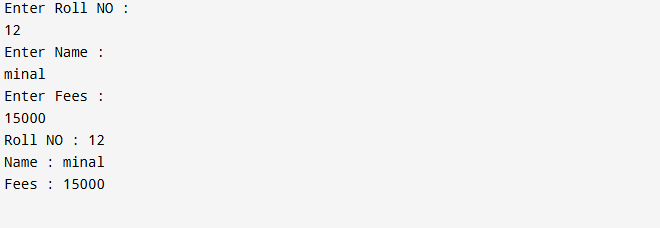 Enter Roll NO :
12
Enter Name :
minal
Enter Fees :
15000
Roll NO : 12
Name : minal
Fees : 15000